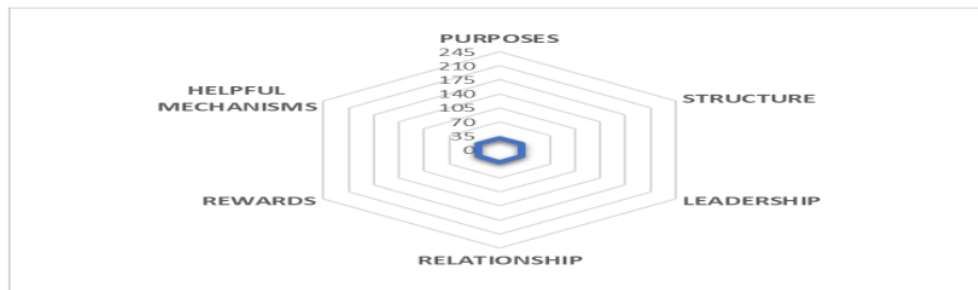 PURPOSES
245
210
175
140
105
70
35
0
HELPFUL
MECHANISMS
STRUCTURE
REWARDS
LEADERSHIP
RELATIONSHIP